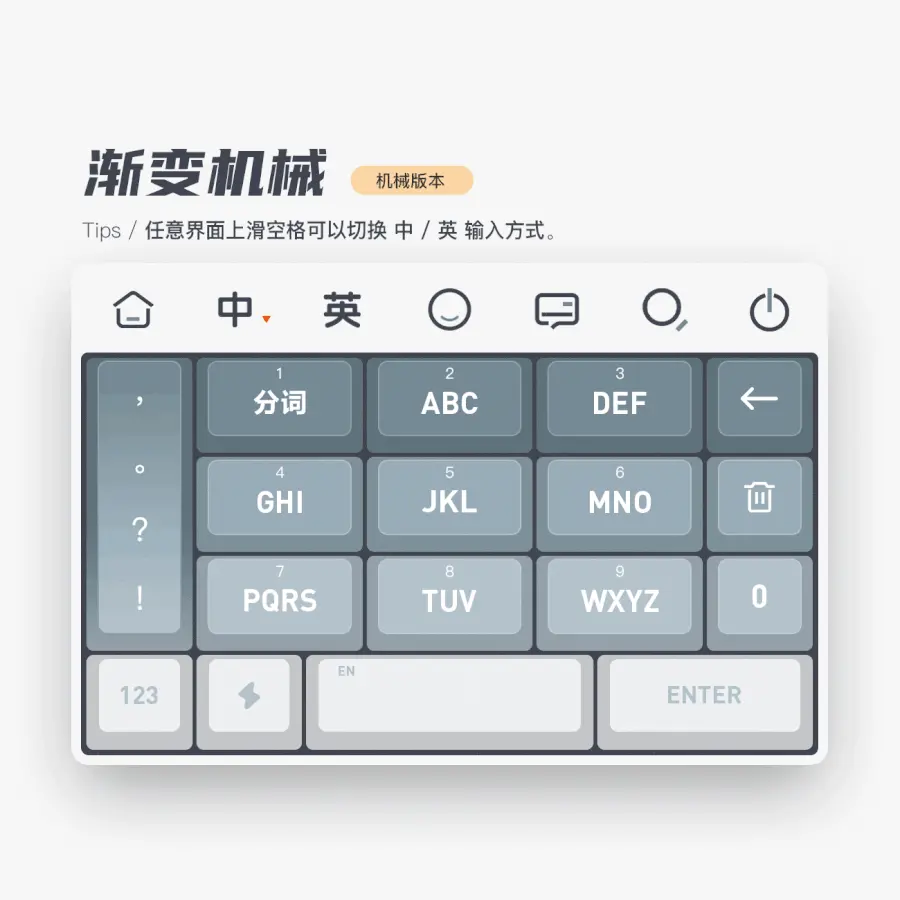 渐变机械
机械版本
Tips / 任意界面上滑空格可以切换 中 / 英 输入方式。
中 英
，
。
?
!
1
分词
2
ABC
3
DEF
4
GHI
5
JKL
6
MNO
7
PQRS
8
TUV
9
WXYZ
0
123
EN
ENTER